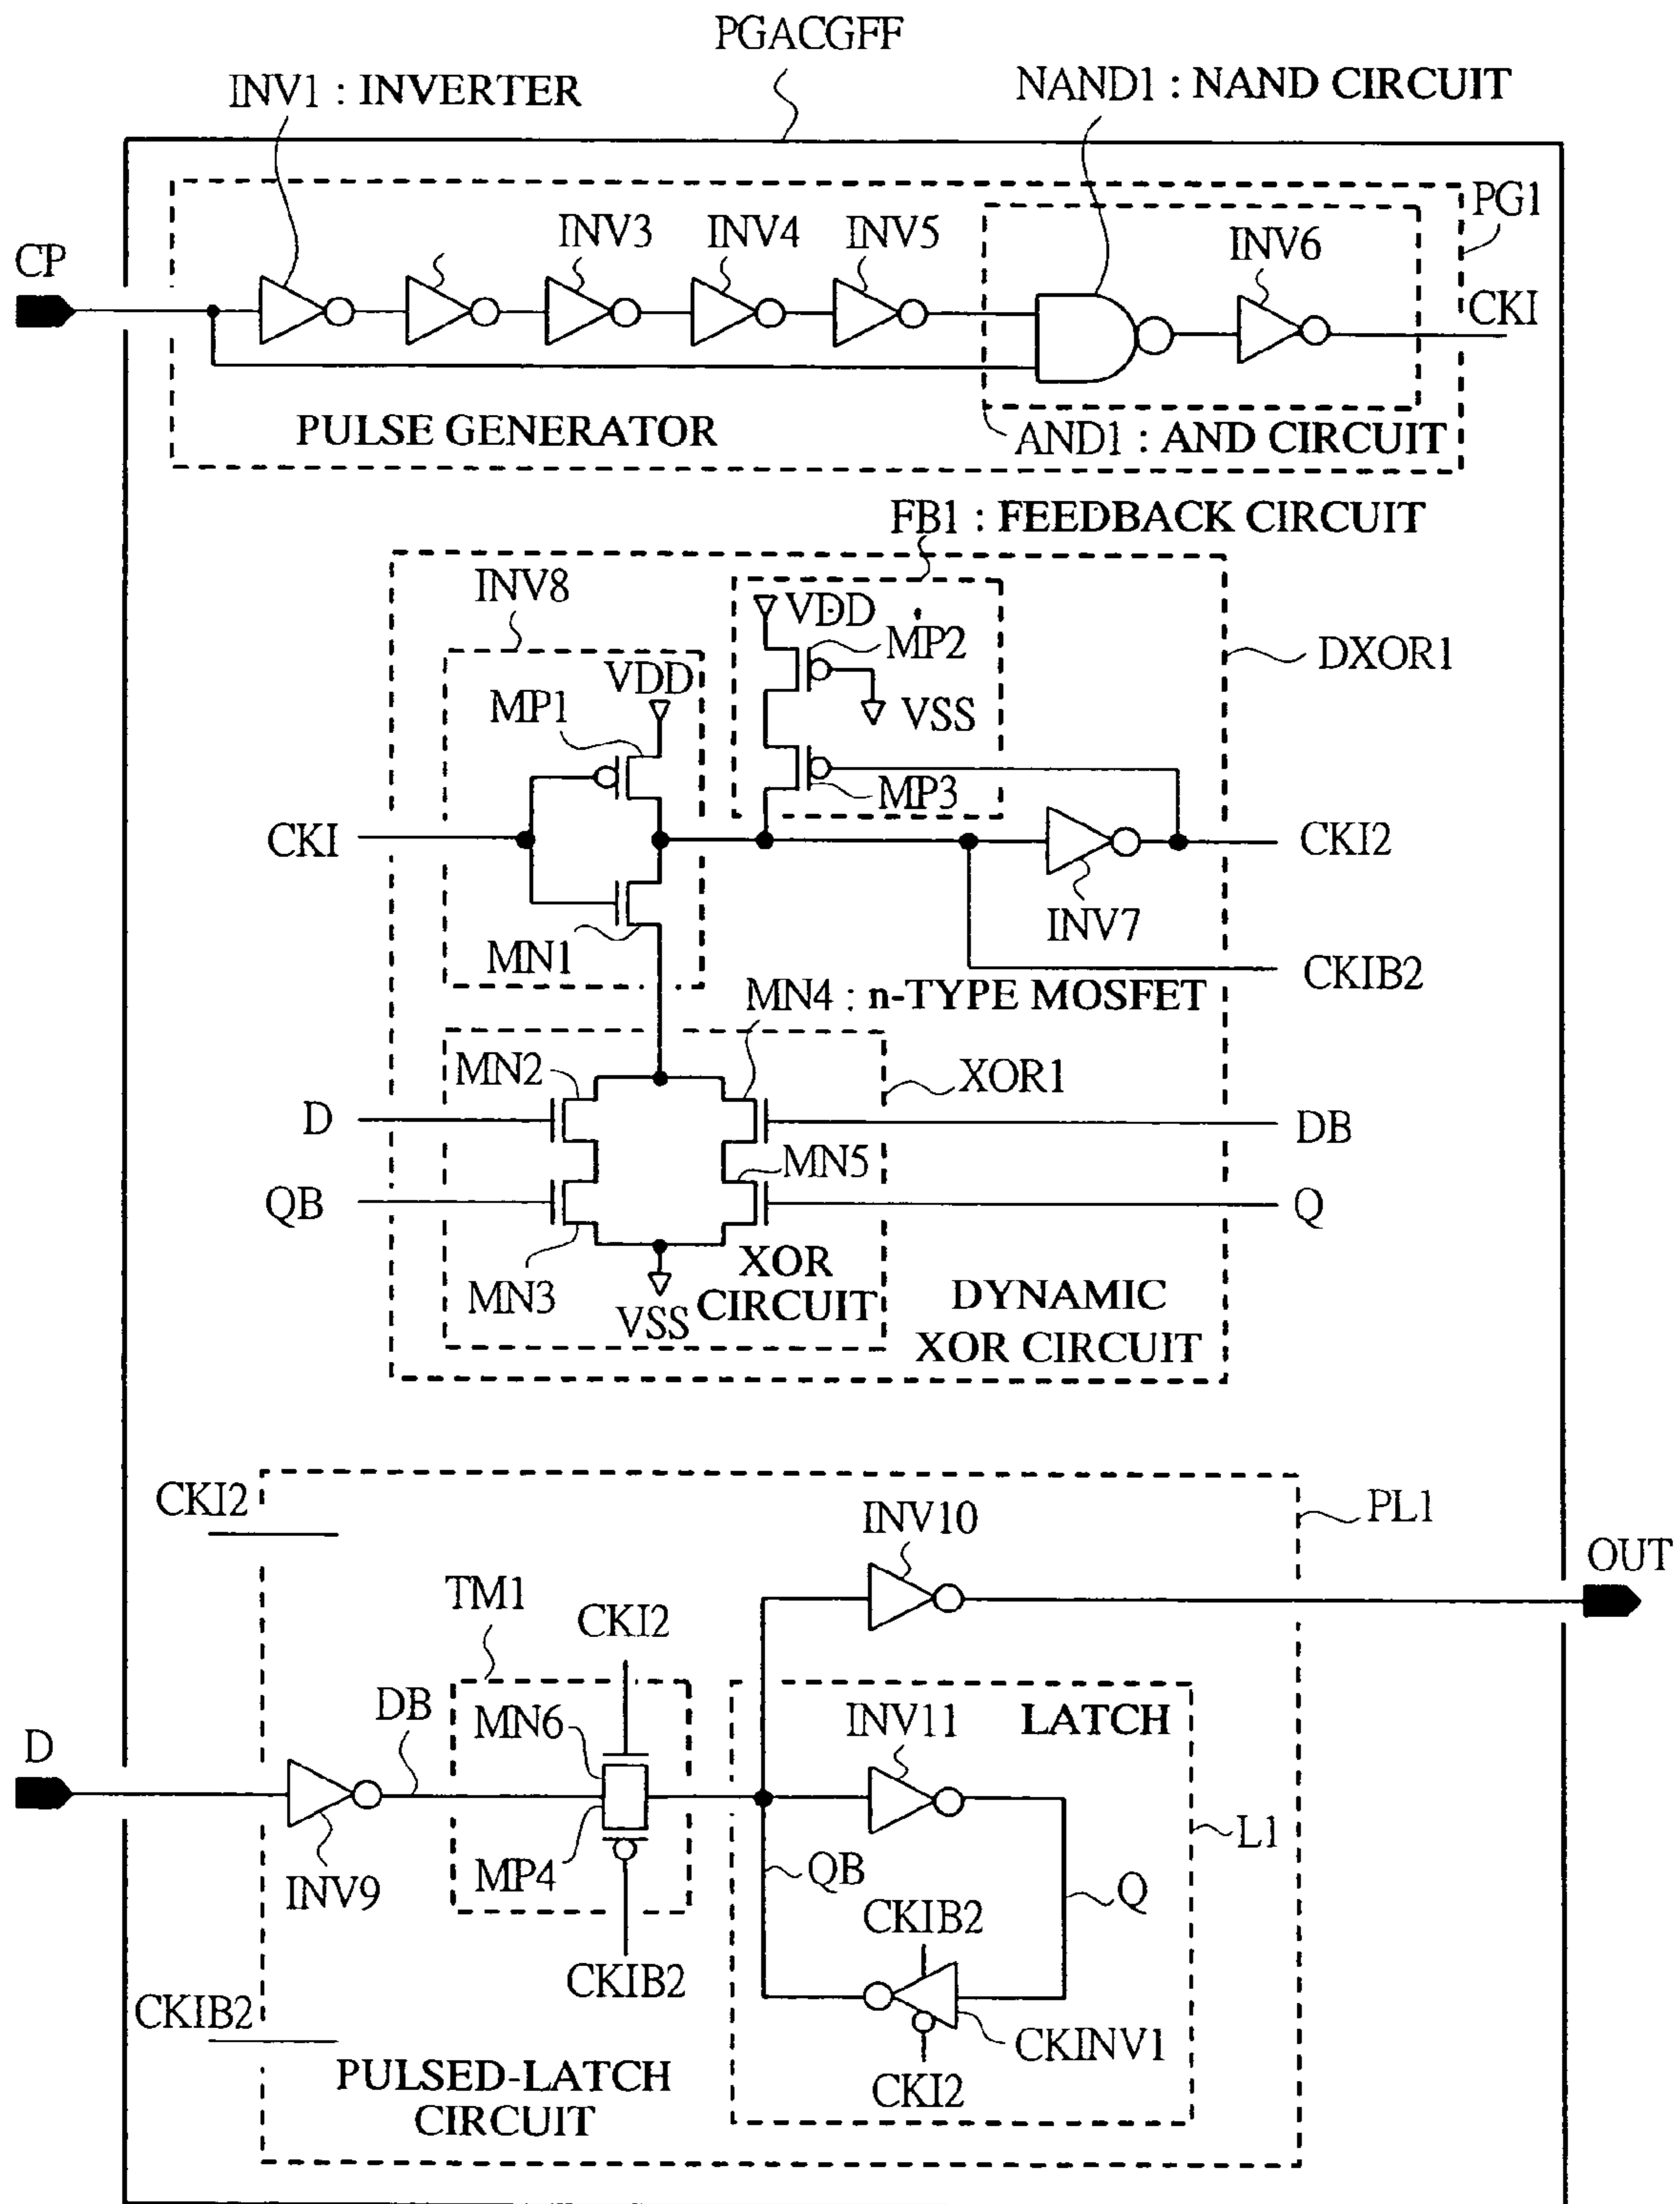 PGACGFF
INV1 : INVERTER
NAND1 : NAND CIRCUIT
PG1
CP
INV3
INV4
INV5
INV6
CKI
PULSE GENERATOR
AND1 : AND CIRCUIT
FB1 : FEEDBACK CIRCUIT
INV8
VDD
MP2
DXOR1
VDD
MP1
VSS
MP3
CKI
CKI2
INV7
MN1
CKIB2
MN4 : n-TYPE MOSFET
MN2
XOR1
D
DB
MN5
QB
Q
MN3
VSS
XOR
CIRCUIT
DYNAMIC
XOR CIRCUIT
CKI2
INV10
PL1
OUT
TM1
CKI2
D
DB
MN6
INV11
LATCH
L1
INV9
MP4
QB
Q
CKIB2
CKIB2
CKIB2
CKINV1
CKI2
PULSED-LATCH
CIRCUIT